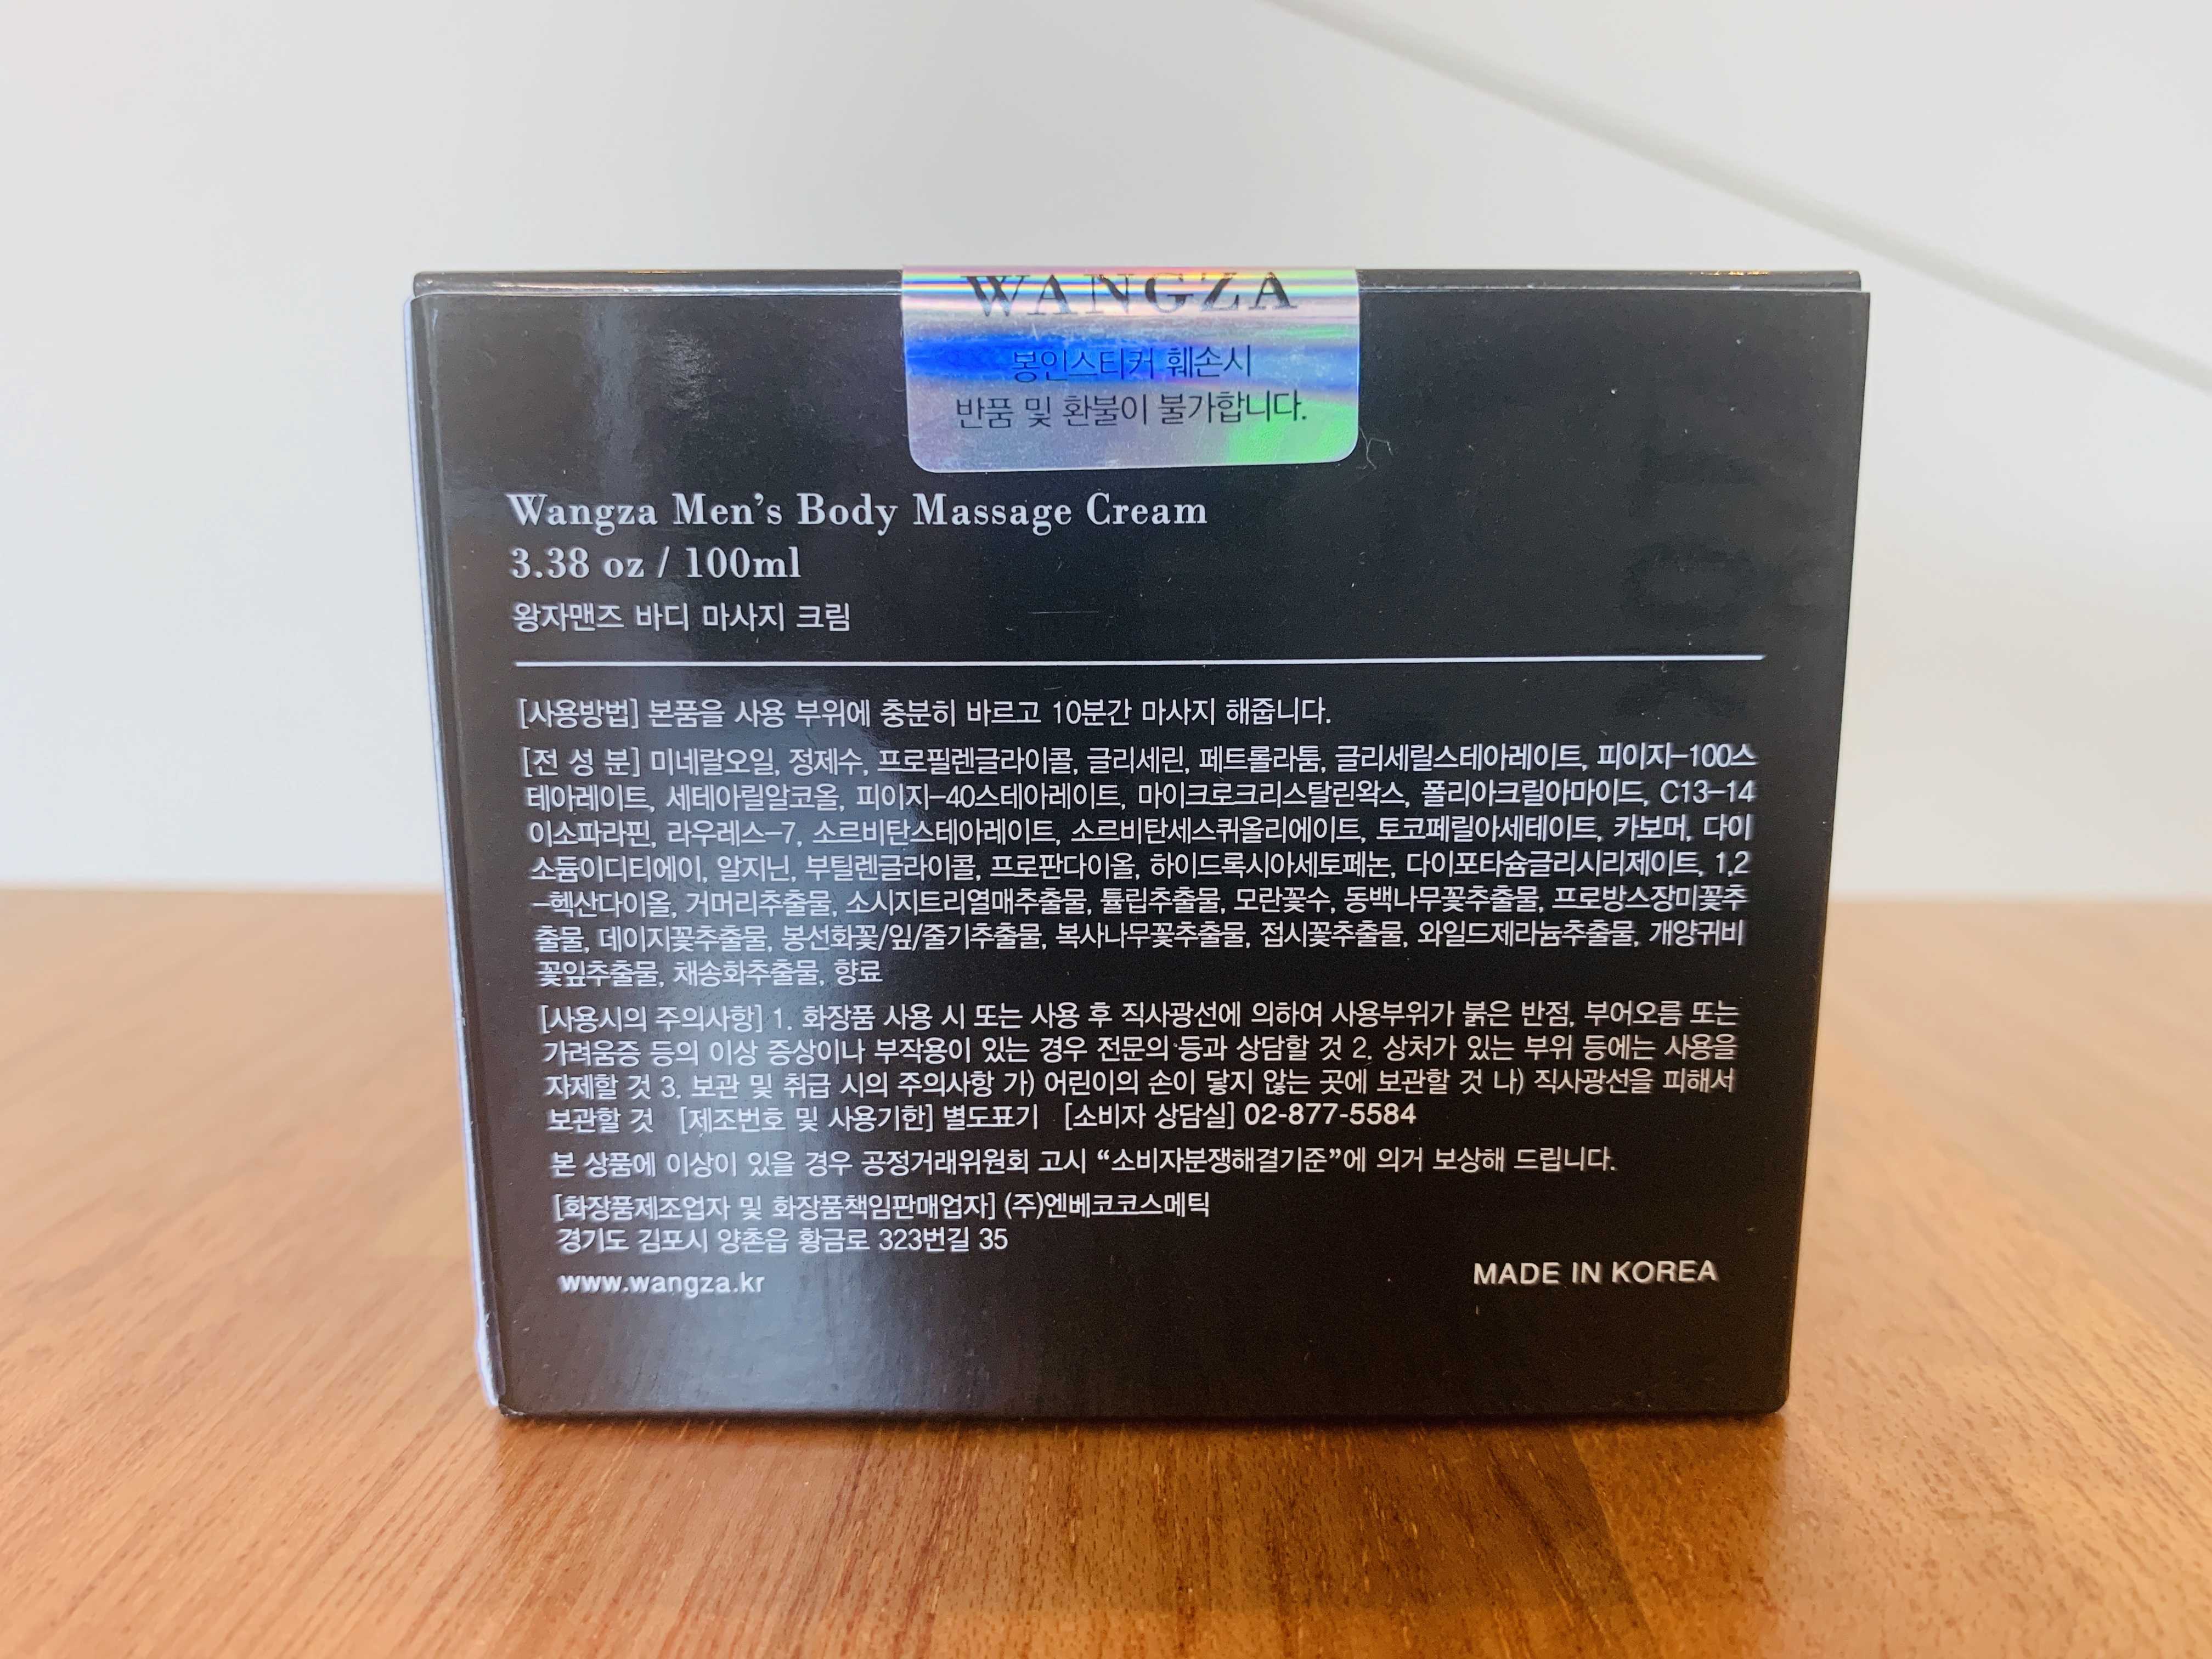 WANGZA
봉인스티커 훼손시
반품 및 환불이 불가합니다.
Wangza Men's Body Massage Cream
3.38 oz / 100ml
왕자맨즈 바디 마사지 크림
[사용방법] 본품을 사용 부위에 충분히 바르고 10분간 마사지 해줍니다.
[전 성 분] 미네랄오일, 정제수, 프로필렌글라이콜, 글리세린, 페트롤라툼, 글리세릴스테아레이트, 피이지-100스
테아레이트, 세테아릴알코올, 피이지-40스테아레이트, 마이크로크리스탈린왁스, 폴리아크릴아마이드, C13-14
이소파라핀, 라우레스-7, 소르비탄스테아레이트, 소르비탄세스퀴올리에이트, 토코페릴아세테이트, 카보머, 다이
소듐이디티에이, 알지닌, 부틸렌글라이콜, 프로판다이올, 하이드록시아세토페논, 다이포타슘글리시리제이트, 1,2
-헥산다이올, 거머리추출물, 소시지트리열매추출물, 튤립추출물, 모란꽃수, 동백나무꽃추출물, 프로방스장미꽃추
출물, 데이지꽃추출물, 봉선화꽃/잎/줄기추출물, 복사나무꽃추출물, 접시꽃추출물, 와일드제라늄추출물, 개양귀비
꽃잎추출물, 채송화추출물, 향료
[사용시의 주의사항] 1. 화장품 사용 시 또는 사용 후 직사광선에 의하여 사용부위가 붉은 반점, 부어오름 또는
가려움증 등의 이상 증상이나 부작용이 있는 경우 전문의 등과 상담할 것 2. 상처가 있는 부위 등에는 사용을
자제할 것 3. 보관 및 취급 시의 주의사항 가) 어린이의 손이 닿지 않는 곳에 보관할 것 나) 직사광선을 피해서
보관할 것 [제조번호 및 사용기한] 별도표기 [소비자 상담실] 02-877-5584
본 상품에 이상이 있을 경우 공정거래위원회 고시 “소비자분쟁해결기준”에 의거 보상해 드립니다.
[화장품제조업자 및 화장품책임판매업자] (주)엔베코코스메틱
경기도 김포시 양촌읍 황금로 323번길 35
www.wangza.kr
MADE IN KOREA